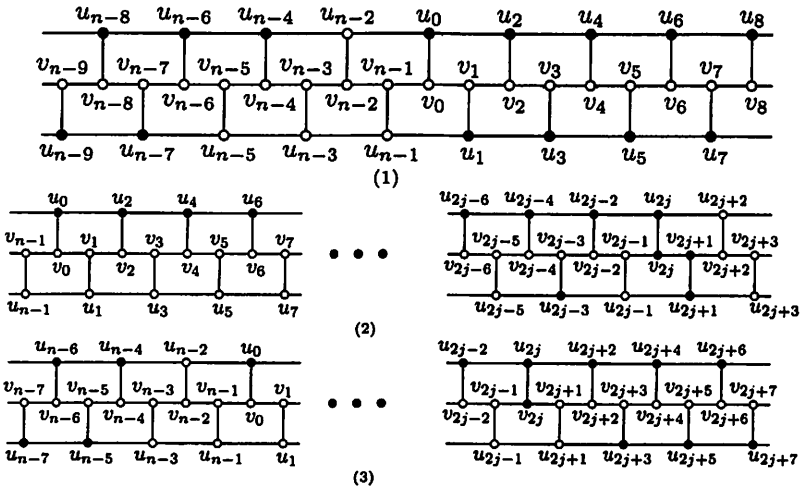 u_{n-8} u_{n-6} u_{n-4} u_{n-2} u_0 u_2 u_4 u_6 u_8
v_{n-9} v_{n-7} v_{n-5} v_{n-3} v_{n-1} v_1 v_3 v_5 v_7
v_{n-8} v_{n-6} v_{n-4} v_{n-2} v_0 v_2 v_4 v_6 v_8
u_{n-9} u_{n-7} u_{n-5} u_{n-3} u_{n-1} u_1 u_3 u_5 u_7
(1)
u_0 u_2 u_4 u_6 u_{2j-6} u_{2j-4} u_{2j-2} u_{2j} u_{2j+2}
v_{n-1} v_1 v_3 v_5 v_7 v_{2j-5} v_{2j-3} v_{2j-1} v_{2j+1} v_{2j+3}
v_0 v_2 v_4 v_6 v_{2j-6} v_{2j-4} v_{2j-2} v_{2j} v_{2j+2}
u_{n-1} u_1 u_3 u_5 u_7 u_{2j-5} u_{2j-3} u_{2j-1} u_{2j+1} u_{2j+3}
(2)
u_{n-6} u_{n-4} u_{n-2} u_0 u_{2j-2} u_{2j} u_{2j+2} u_{2j+4} u_{2j+6}
v_{n-7} v_{n-5} v_{n-3} v_{n-1} v_1 v_{2j-1} v_{2j+1} v_{2j+3} v_{2j+5} v_{2j+7}
v_{n-6} v_{n-4} v_{n-2} v_0 v_{2j-2} v_{2j} v_{2j+2} v_{2j+4} v_{2j+6}
u_{n-7} u_{n-5} u_{n-3} u_{n-1} u_1 u_{2j-1} u_{2j+1} u_{2j+3} u_{2j+5} u_{2j+7}
(3)